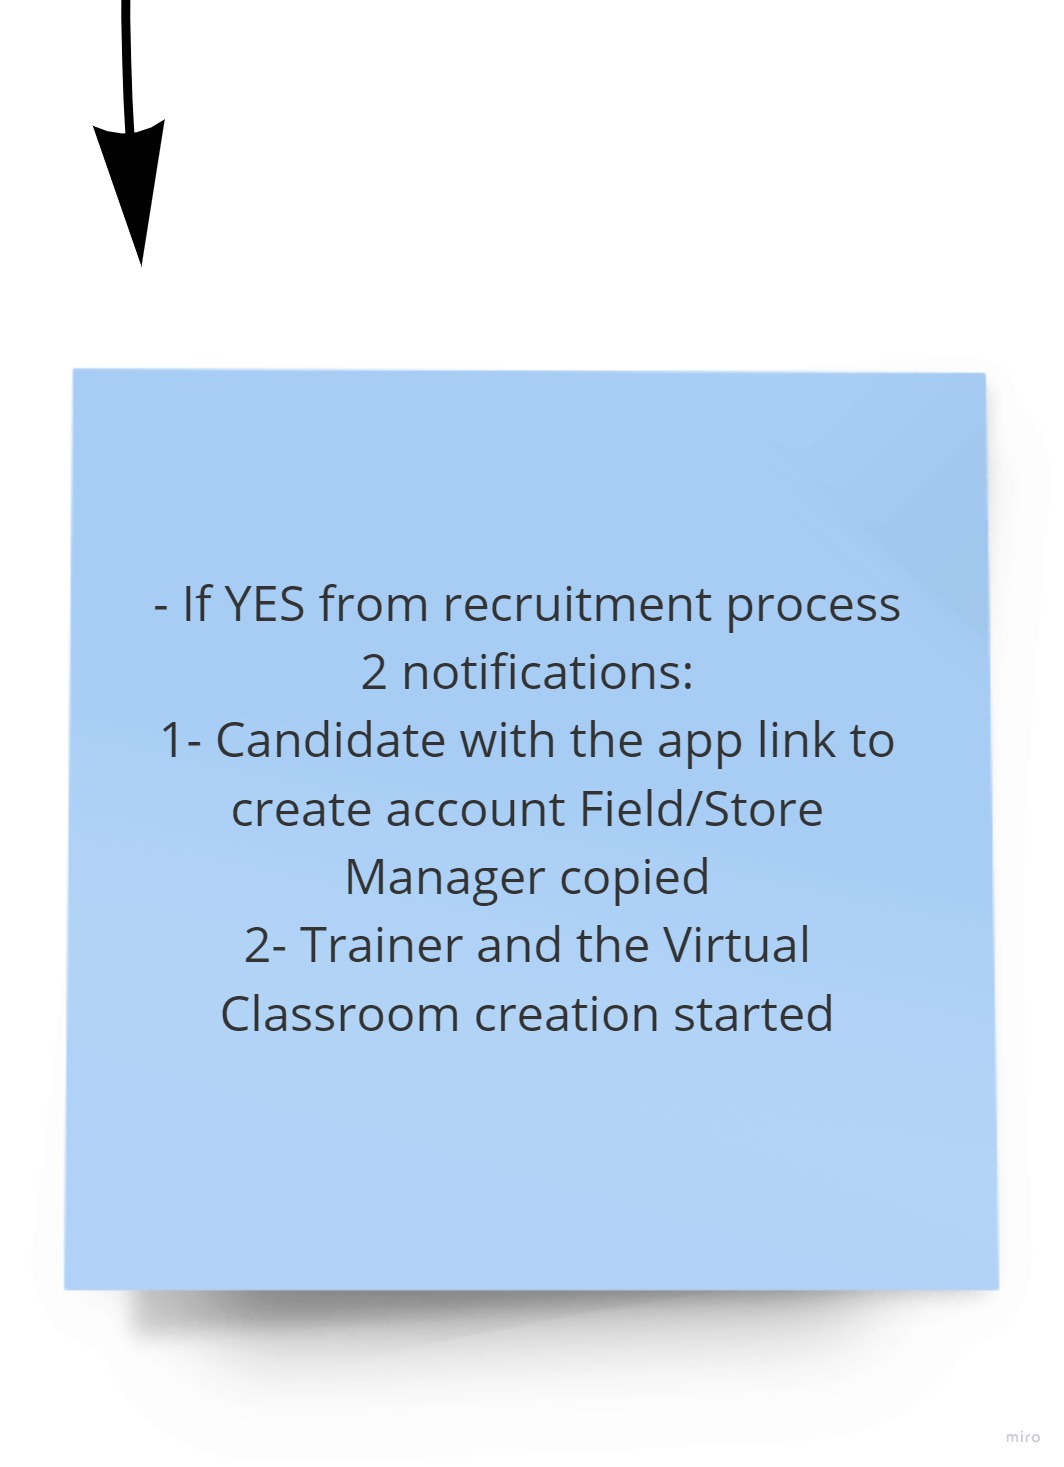 - If YES from recruitment process
2 notifications:
1- Candidate with the app link to
create account Field/Store
Manager copied
2- Trainer and the Virtual
Classroom creation started
miro